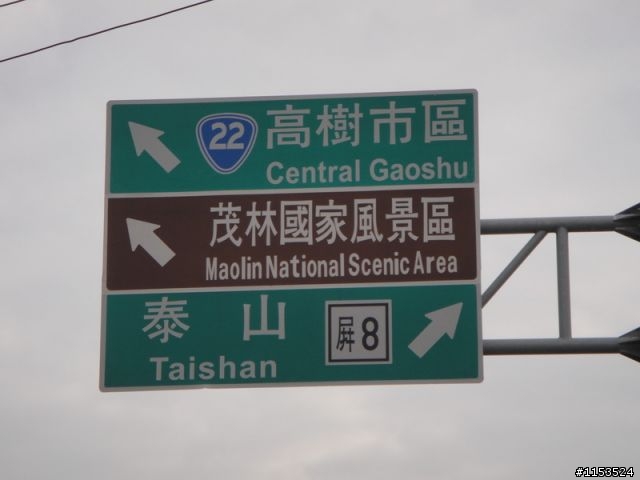 22 高樹市區
Central Gaoshu
茂林國家風景區
Maolin National Scenic Area
泰山 屏8
Taishan
#1153524